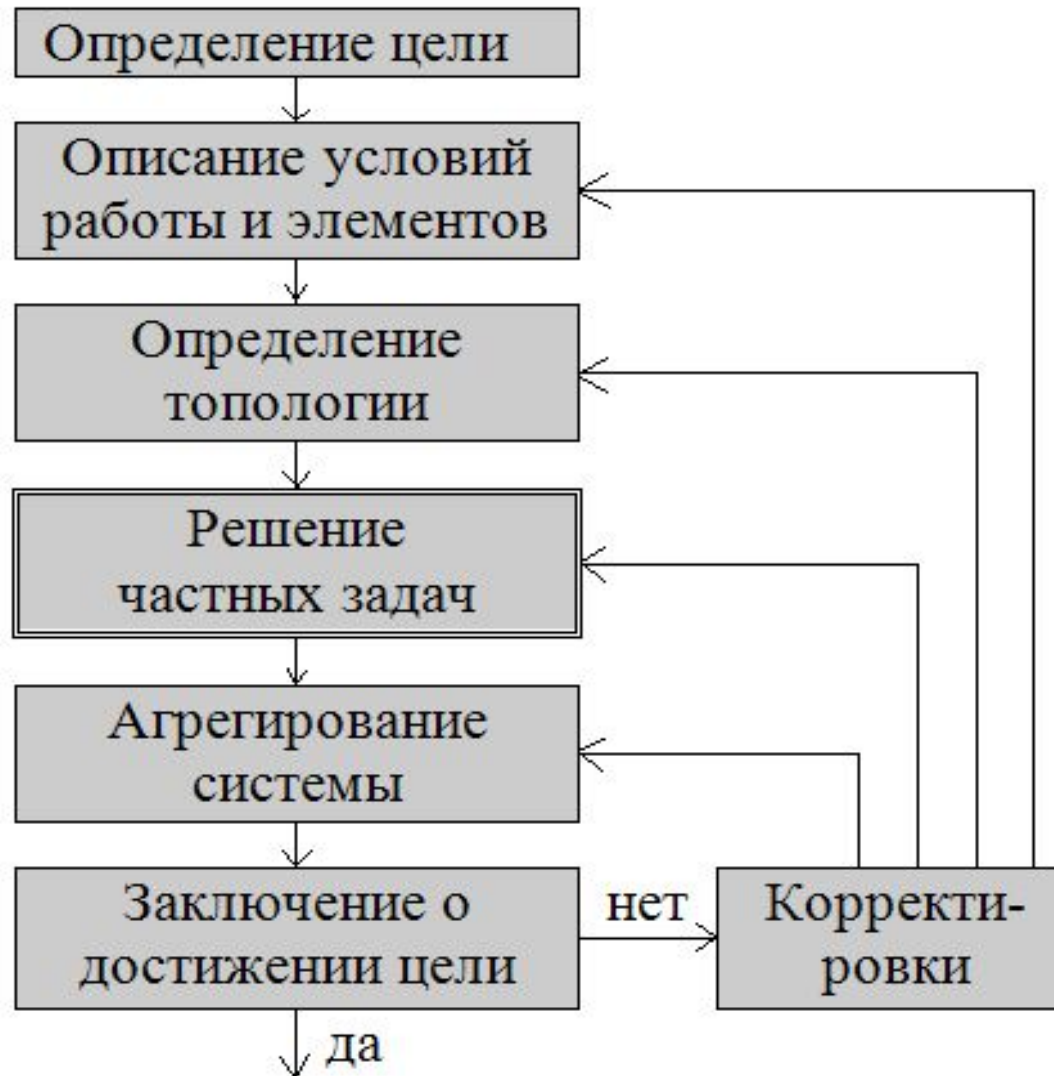 Определение цели
Описание условий
работы и элементов
Определение
топологии
Решение
частных задач
Агрегирование
системы
Заключение о
достижении цели
нет
Корректи-
ровки
да